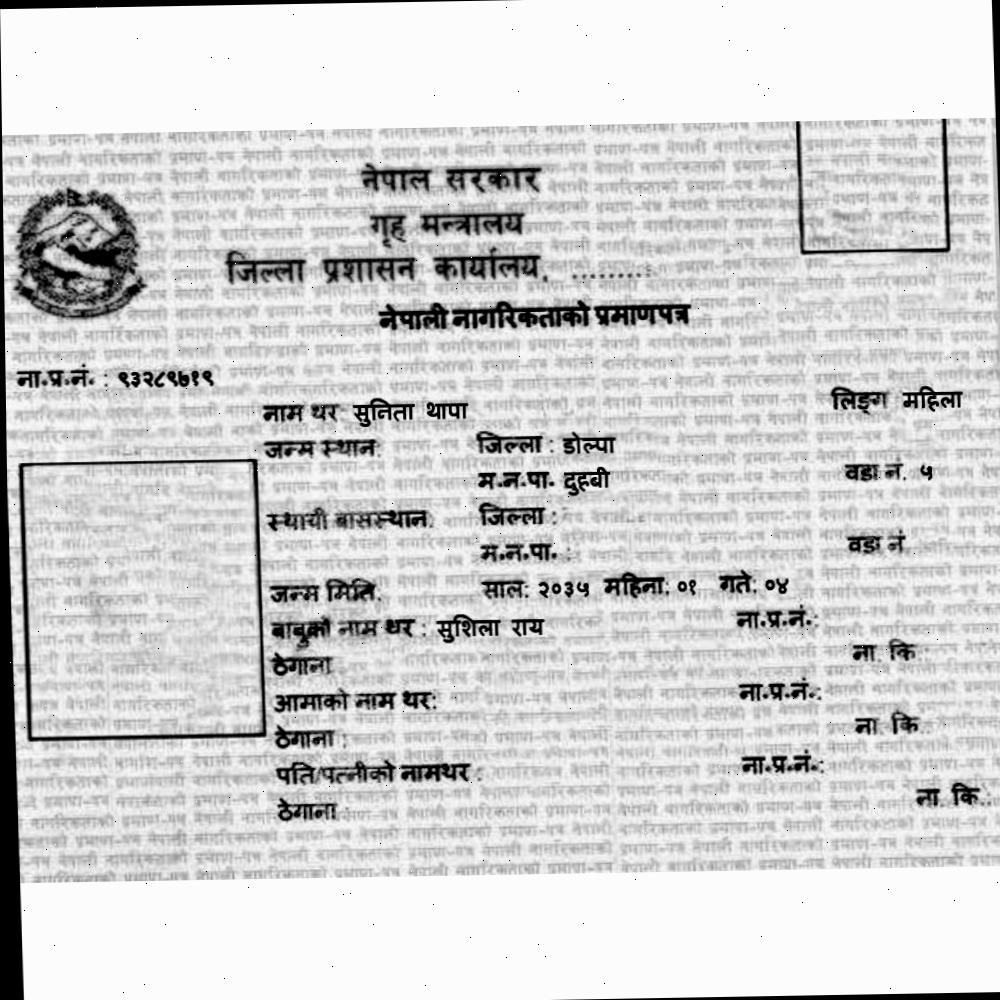 नेपाल सरकार
गृह मन्त्रालय
जिल्ला प्रशासन कार्यालय, .........
नेपाली नागरिकताको प्रमाणपत्र
ना.प्र.नं. : ९३२८९७१९
नाम थर: सुनिता थापा लिङ्ग महिला
जन्म स्थान: जिल्ला : डोल्पा
म.न.पा. दुहबी वडा नं. ५
स्थायी बासस्थान: जिल्ला :
म.न.पा. : वडा नं
जन्म मिति: साल: २०३५ महिना: ०१ गते: ०४
बाबुको नाम थर : सुशिला राय ना.प्र.नं.:
ठेगाना ना. कि :
आमाको नाम थर: ना.प्र.नं.:
ठेगाना : ना. कि
पति/पत्नीको नामथर : ना.प्र.नं.:
ठेगाना : ना. कि